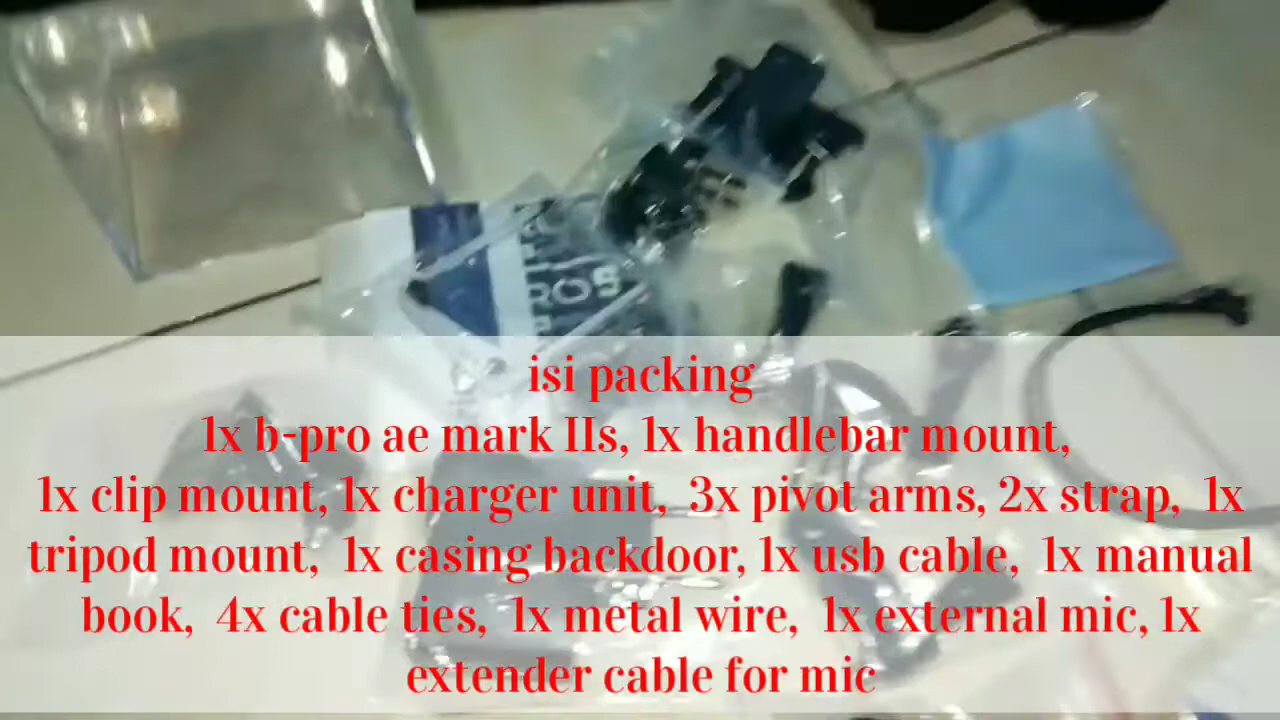 ROS
isi packing
1x b-pro ae mark IIs, 1x handlebar mount,
1x clip mount, 1x charger unit, 3x pivot arms, 2x strap, 1x
tripod mount, 1x casing backdoor, 1x usb cable, 1x manual
book, 4x cable ties, 1x metal wire, 1x external mic, 1x
extender cable for mic